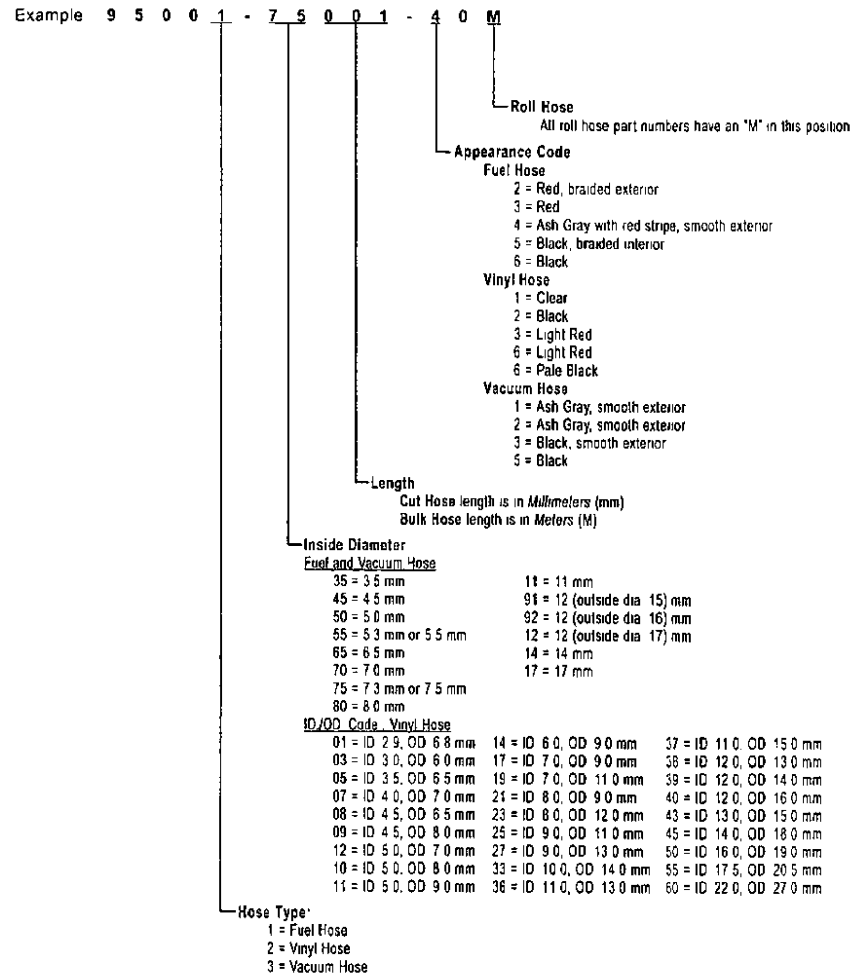 Example 9 5 0 0 1 - 7 5 0 0 1 - 4 0 M
Roll Hose
All roll hose part numbers have an "M" in this position
Appearance Code
Fuel Hose
2 = Red, braided exterior
3 = Red
4 = Ash Gray with red stripe, smooth exterior
5 = Black, braided interior
6 = Black
Vinyl Hose
1 = Clear
2 = Black
3 = Light Red
6 = Light Red
6 = Pale Black
Vacuum Hose
1 = Ash Gray, smooth exterior
2 = Ash Gray, smooth exterior
3 = Black, smooth exterior
5 = Black
Length
Cut Hose length is in Millimeters (mm)
Bulk Hose length is in Meters (M)
Inside Diameter
Fuel and Vacuum Hose
35 = 3 5 mm 11 = 11 mm
45 = 4 5 mm 91 = 12 (outside dia 15) mm
50 = 5 0 mm 92 = 12 (outside dia 16) mm
55 = 5 3 mm or 5 5 mm 12 = 12 (outside dia 17) mm
65 = 6 5 mm 14 = 14 mm
70 = 7 0 mm 17 = 17 mm
75 = 7 3 mm or 7 5 mm
80 = 8 0 mm
ID/OD Code, Vinyl Hose
01 = ID 2 9, OD 6 8 mm 14 = ID 6 0, OD 9 0 mm 37 = ID 11 0, OD 15 0 mm
03 = ID 3 0, OD 6 0 mm 17 = ID 7 0, OD 9 0 mm 38 = ID 12 0, OD 13 0 mm
05 = ID 3 5, OD 6 5 mm 19 = ID 7 0, OD 11 0 mm 39 = ID 12 0, OD 14 0 mm
07 = ID 4 0, OD 7 0 mm 21 = ID 8 0, OD 9 0 mm 40 = ID 12 0, OD 16 0 mm
08 = ID 4 5, OD 6 5 mm 23 = ID 8 0, OD 12 0 mm 43 = ID 13 0, OD 15 0 mm
09 = ID 4 5, OD 8 0 mm 25 = ID 9 0, OD 11 0 mm 45 = ID 14 0, OD 18 0 mm
12 = ID 5 0, OD 7 0 mm 27 = ID 9 0, OD 13 0 mm 50 = ID 16 0, OD 19 0 mm
10 = ID 5 0, OD 8 0 mm 33 = ID 10 0, OD 14 0 mm 55 = ID 17 5, OD 20 5 mm
11 = ID 5 0, OD 9 0 mm 36 = ID 11 0, OD 13 0 mm 60 = ID 22 0, OD 27 0 mm
Hose Type:
1 = Fuel Hose
2 = Vinyl Hose
3 = Vacuum Hose